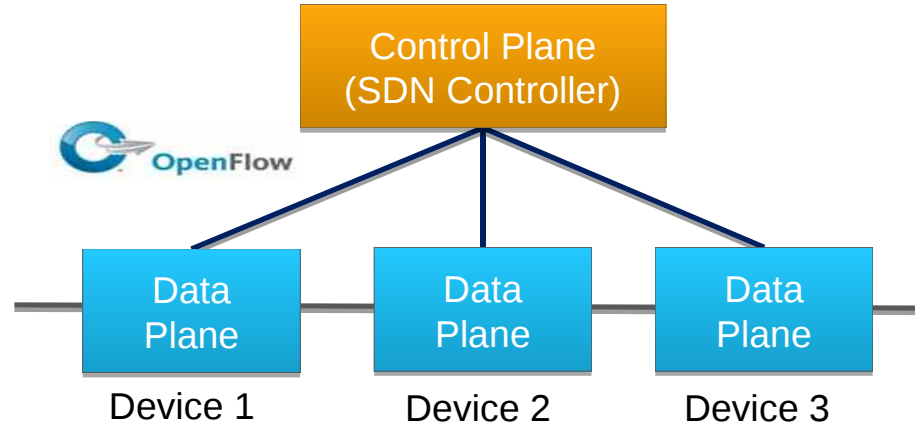 Control Plane
(SDN Controller)
OpenFlow
Data
Plane
Data
Plane
Data
Plane
Device 1
Device 2
Device 3